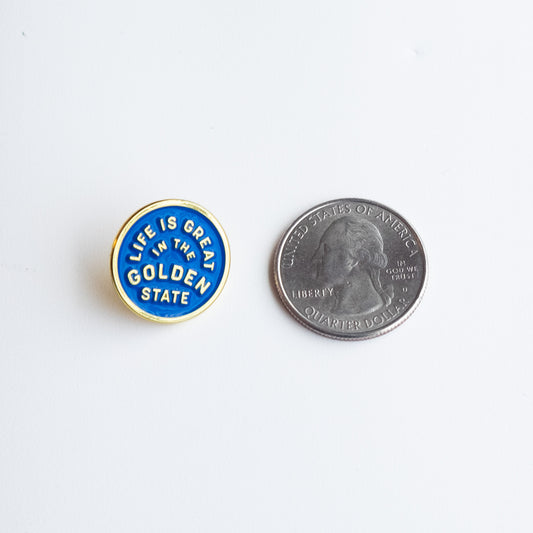 LIFE IS GREAT
IN THE
GOLDEN
STATE
UNITED STATES OF AMERICA
IN
GOD WE
TRUST
LIBERTY
D
QUARTER DOLLAR